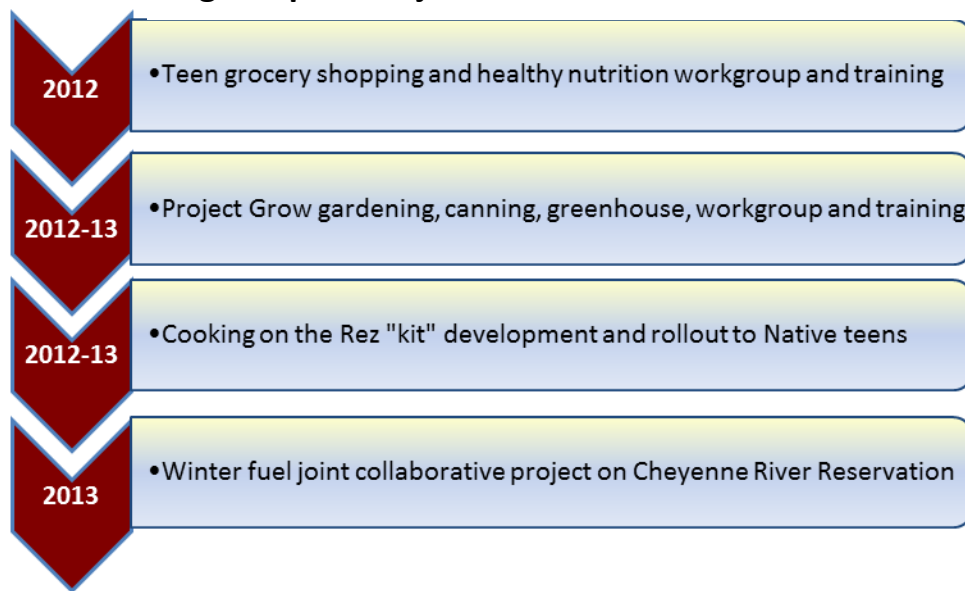 2012
•Teen grocery shopping and healthy nutrition workgroup and training
2012-13
•Project Grow gardening, canning, greenhouse, workgroup and training
2012-13
•Cooking on the Rez "kit" development and rollout to Native teens
2013
•Winter fuel joint collaborative project on Cheyenne River Reservation